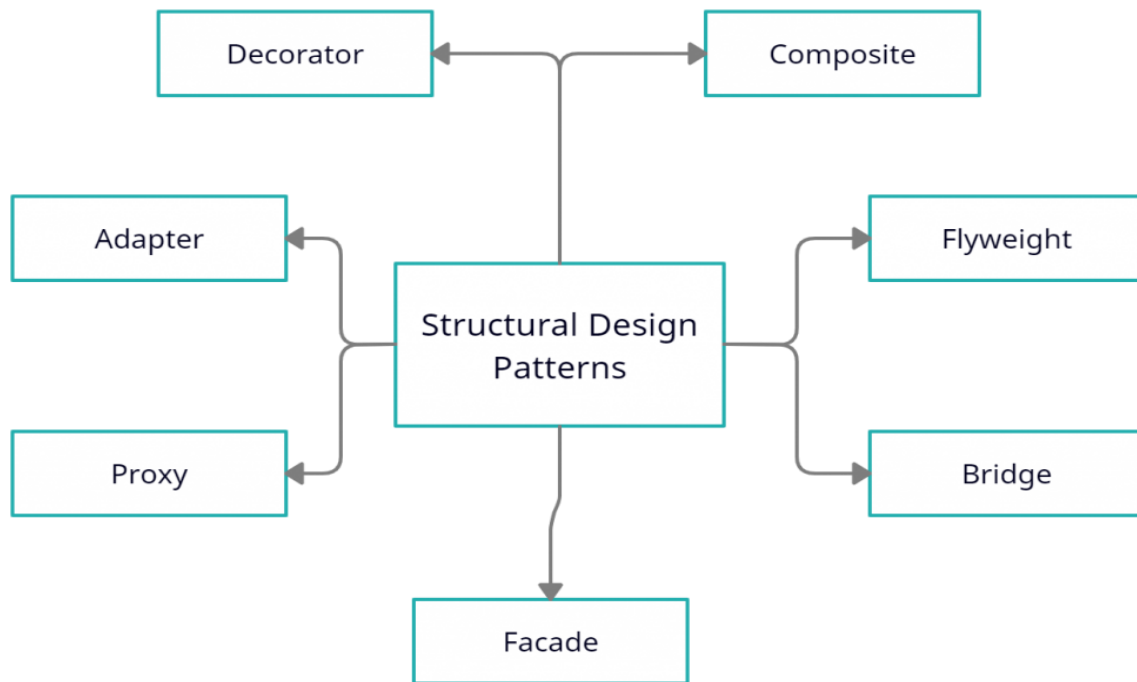 Decorator
Composite
Adapter
Flyweight
Structural Design
Patterns
Proxy
Bridge
Facade